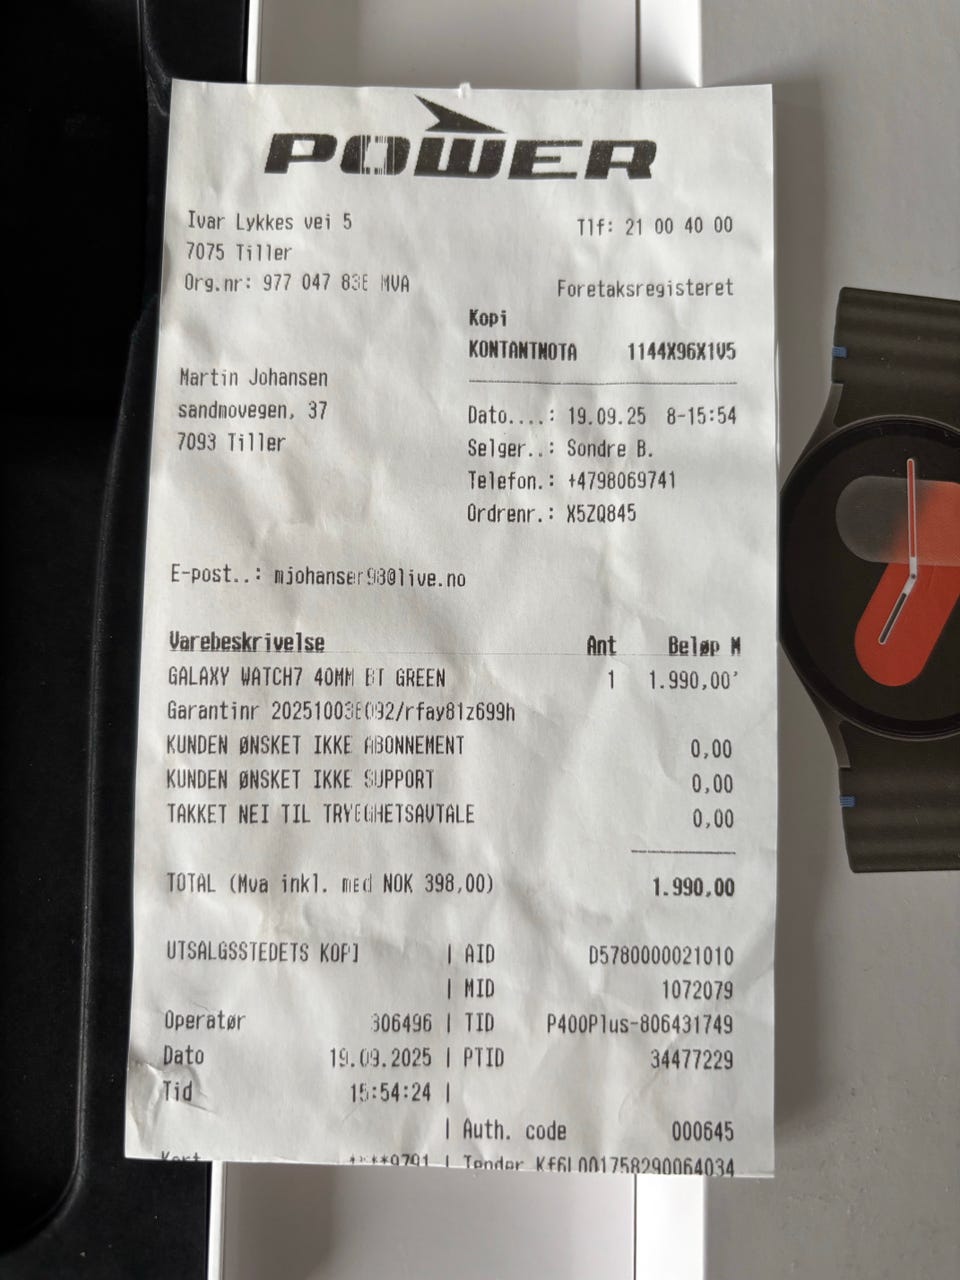 POWER
Ivar Lykkes vei 5 Tlf: 21 00 40 00
7075 Tiller
Org.nr: 977 047 MVA Foretaksregisteret
Kopi
KONTANTNOTA 1144X96X1V5
Martin Johansen
sandmovegen, 37
7093 Tiller
Dato....: 19.09.25 8-15:54
Selger..: Sondre B.
Telefon.: +4798069741
Ordrenr.: X5ZQ845
E-post..:
Varebeskrivelse Ant Beløp M
GALAXY WATCH7 40MM BT GREEN 1 1.990,00'
Garantinr
KUNDEN ØNSKET IKKE ABONNEMENT 0,00
KUNDEN ØNSKET IKKE SUPPORT 0,00
TAKKET NEI TIL TRYGGHETSAVTALE 0,00
TOTAL (Mva inkl. med NOK 398,00) 1.990,00
UTSALGSSTEDETS KOPI | AID D5780000021010
| MID 1072079
Operatør 306496 | TID P400Plus-806431749
Dato 19.09.2025 | PTID 34477229
Tid 15:54:24 |
| Auth. code 000645
Kort | Tender